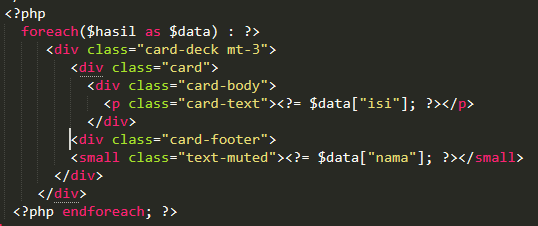 <?php
foreach($hasil as $data) : ?>
<div class="card-deck mt-3">
<div class="card">
<div class="card-body">
<p class="card-text"><?= $data["isi"]; ?></p>
</div>
<div class="card-footer">
<small class="text-muted"><?= $data["nama"]; ?></small>
</div>
</div>
<?php endforeach; ?>